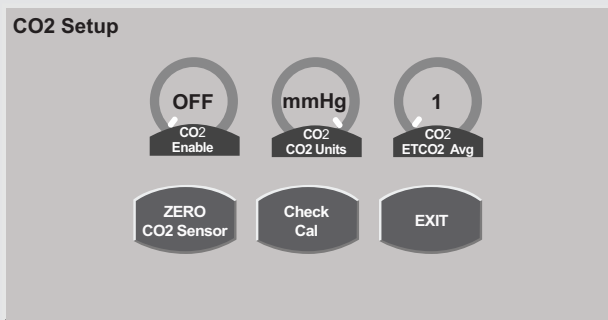 CO2 Setup
OFF
mmHg
1
CO2
Enable
CO2
CO2 Units
CO2
ETCO2 Avg
ZERO
CO2 Sensor
Check
Cal
EXIT